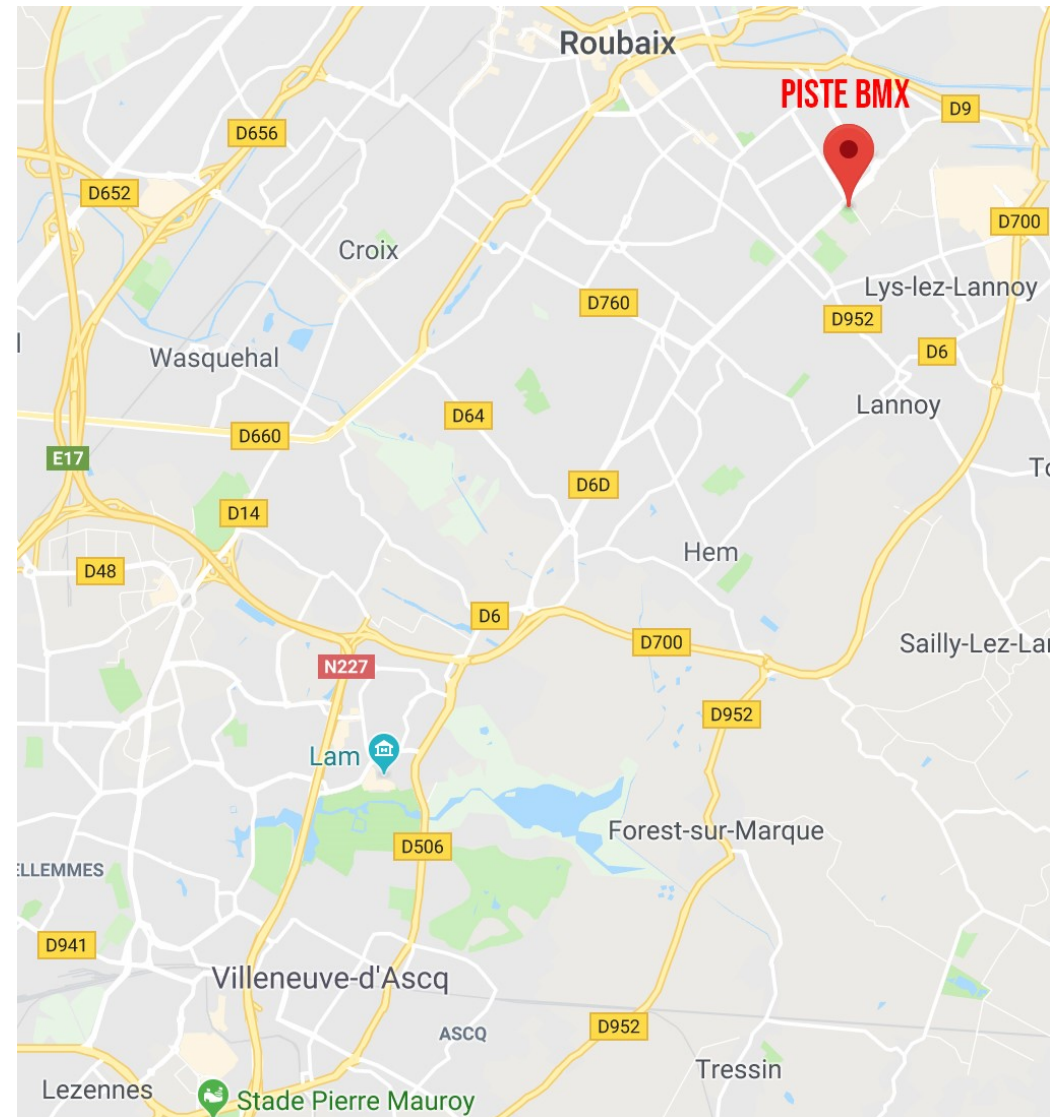 Roubaix
PISTE BMX
D9
D656
D652
D700
Croix
Lys-lez-Lannoy
D760
D952
D6
Wasquehal
Lannoy
D64
D660
E17
To
D6D
D14
Hem
D48
D6
D700
Sailly-Lez-Lan
N227
D952
Lam
Forest-sur-Marque
D506
ELLEMMES
D941
Villeneuve-d'Ascq
D952
ASCQ
Tressin
Lezennes
Stade Pierre Mauroy